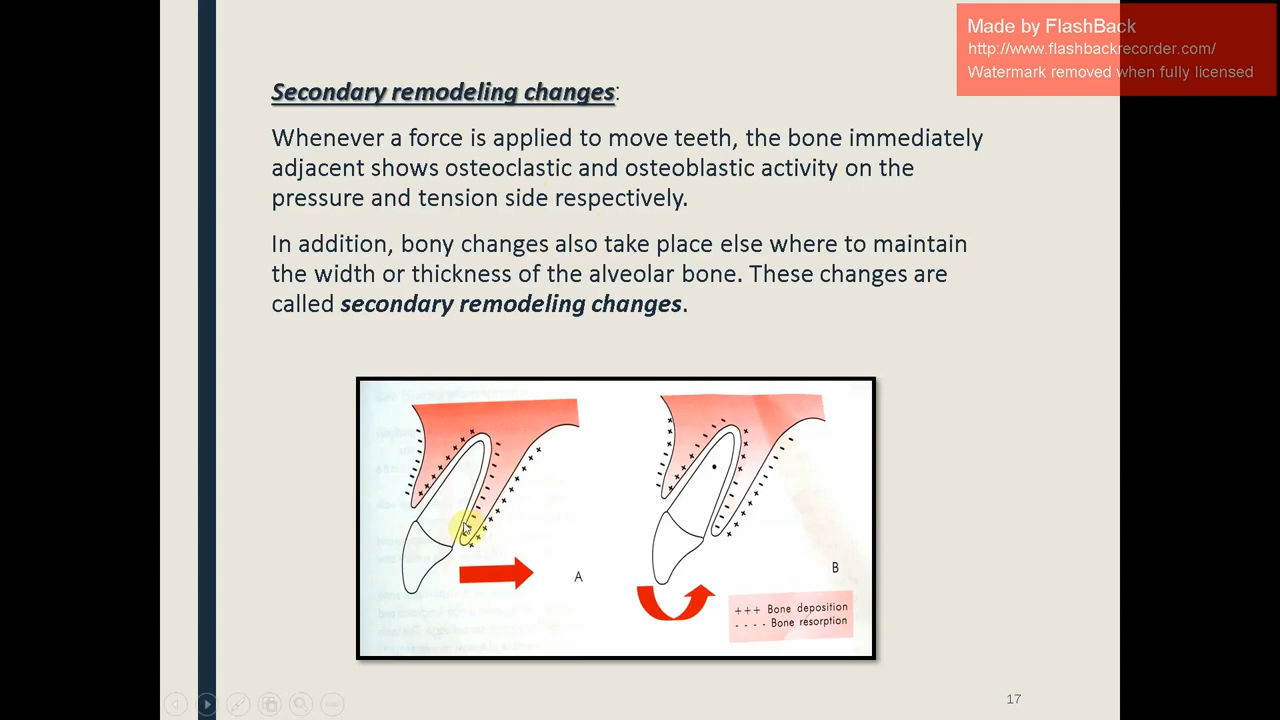 Made by FlashBack
http://www.flashbackrecorder.com/
Watermark removed when fully licensed
Secondary remodeling changes:
Whenever a force is applied to move teeth, the bone immediately
adjacent shows osteoclastic and osteoblastic activity on the
pressure and tension side respectively.
In addition, bony changes also take place else where to maintain
the width or thickness of the alveolar bone. These changes are
called secondary remodeling changes.
A
B
+++ Bone deposition
- - - - Bone resorption
17